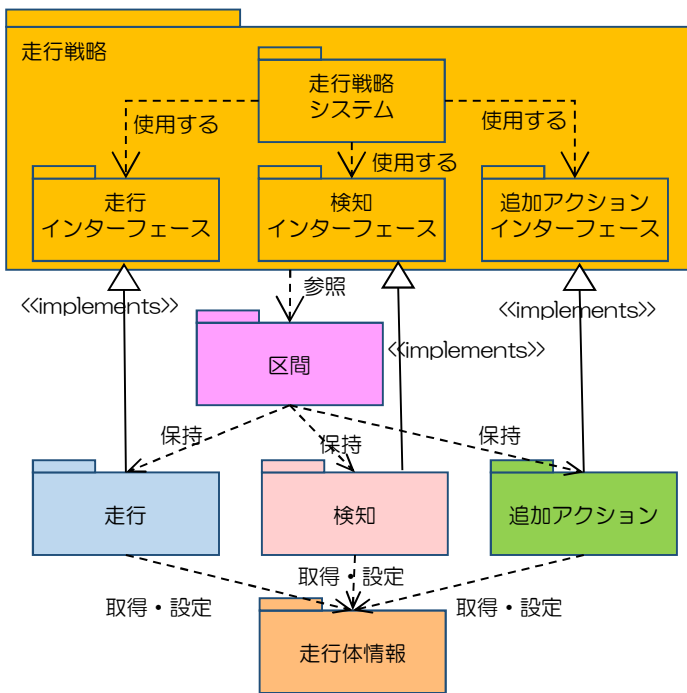 走行戦略
走行戦略
システム
使用する
使用する
使用する
走行
インターフェース
検知
インターフェース
追加アクション
インターフェース
<<implements>>
参照
<<implements>>
<<implements>>
区間
保持
保持
保持
走行
検知
追加アクション
取得・設定
取得・設定
取得・設定
走行体情報